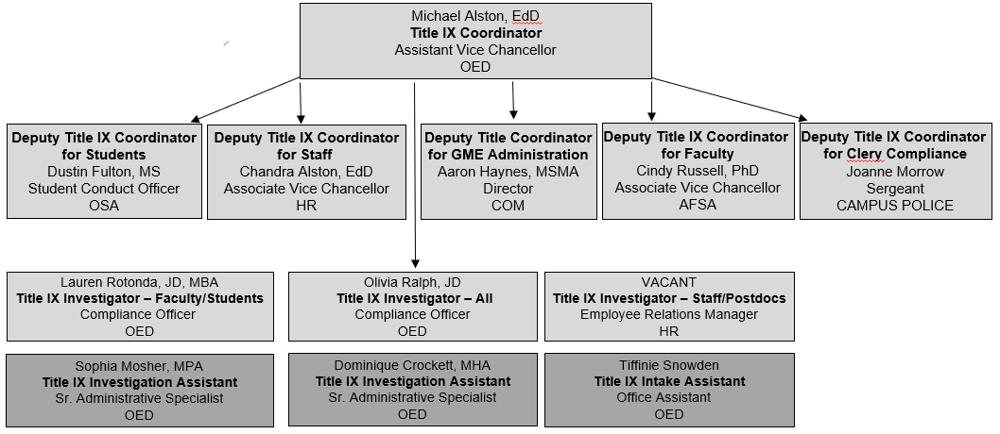 Michael Alston, EdD
Title IX Coordinator
Assistant Vice Chancellor
OED
Deputy Title IX Coordinator
for Students
Dustin Fulton, MS
Student Conduct Officer
OSA
Deputy Title IX Coordinator
for Staff
Chandra Alston, EdD
Associate Vice Chancellor
HR
Deputy Title Coordinator
for GME Administration
Aaron Haynes, MSMA
Director
COM
Deputy Title IX Coordinator
for Faculty
Cindy Russell, PhD
Associate Vice Chancellor
AFSA
Deputy Title IX Coordinator
for Clery Compliance
Joanne Morrow
Sergeant
CAMPUS POLICE
Lauren Rotonda, JD, MBA
Title IX Investigator – Faculty/Students
Compliance Officer
OED
Olivia Ralph, JD
Title IX Investigator – All
Compliance Officer
OED
VACANT
Title IX Investigator – Staff/Postdocs
Employee Relations Manager
HR
Sophia Mosher, MPA
Title IX Investigation Assistant
Sr. Administrative Specialist
OED
Dominique Crockett, MHA
Title IX Investigation Assistant
Sr. Administrative Specialist
OED
Tiffinie Snowden
Title IX Intake Assistant
Office Assistant
OED